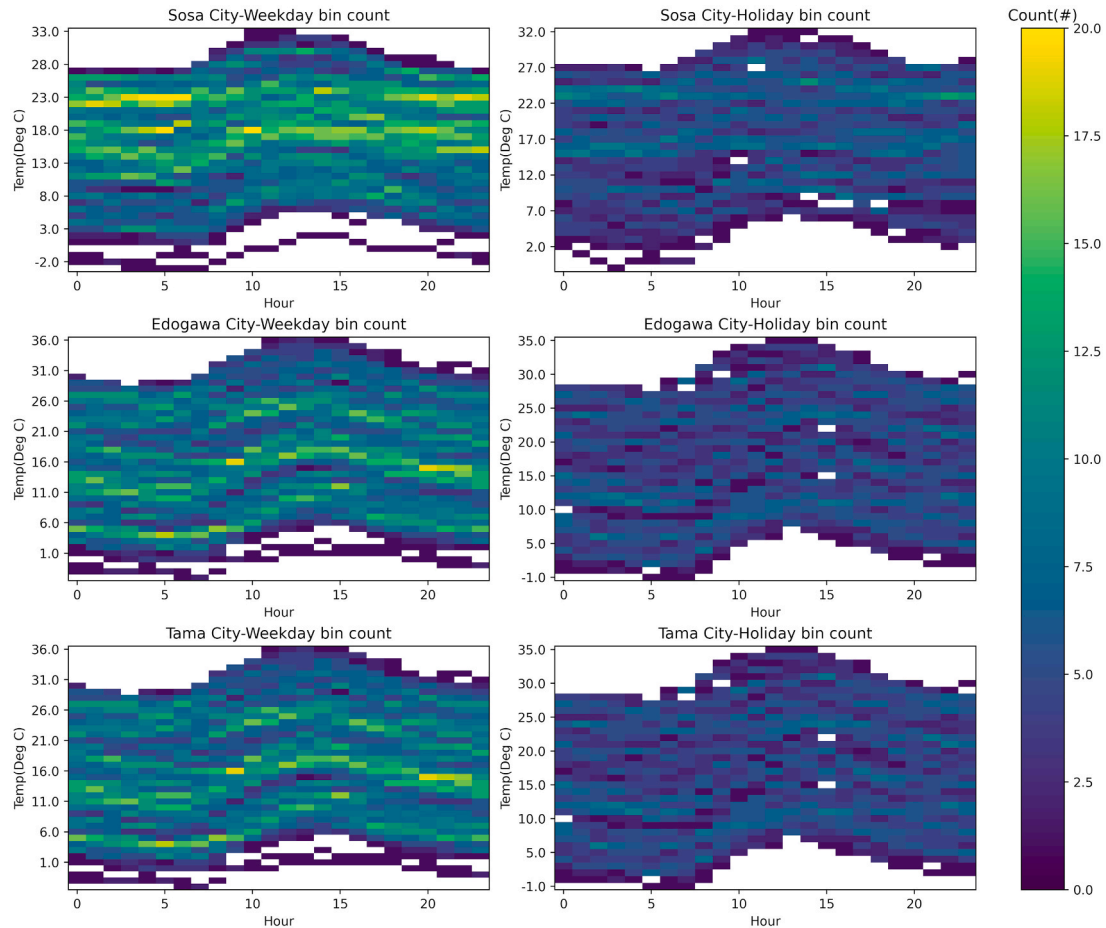 Sosa City-Weekday bin count
Sosa City-Holiday bin count
Count(#)
33.0
28.0
23.0
18.0
13.0
8.0
3.0
-2.0
Temp(Deg C)
0 5 10 15 20
Hour
32.0
27.0
22.0
17.0
12.0
7.0
2.0
Temp(Deg C)
0 5 10 15 20
Hour
Edogawa City-Weekday bin count
Edogawa City-Holiday bin count
36.0
31.0
26.0
21.0
16.0
11.0
6.0
1.0
Temp(Deg C)
0 5 10 15 20
Hour
35.0
30.0
25.0
20.0
15.0
10.0
5.0
-1.0
Temp(Deg C)
0 5 10 15 20
Hour
Tama City-Weekday bin count
Tama City-Holiday bin count
36.0
31.0
26.0
21.0
16.0
11.0
6.0
1.0
Temp(Deg C)
0 5 10 15 20
Hour
35.0
30.0
25.0
20.0
15.0
10.0
5.0
-1.0
Temp(Deg C)
0 5 10 15 20
Hour
20.0
17.5
15.0
12.5
10.0
7.5
5.0
2.5
0.0